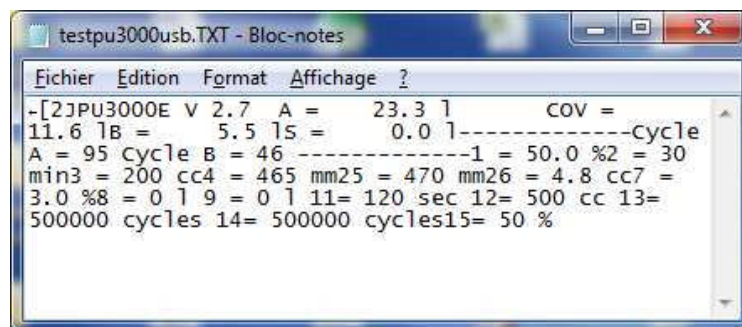 testpu3000usb.TXT - Bloc-notes
Fichier Edition Format Affichage ?
←[2JPU3000E V 2.7 A = 23.3 l COV =
11.6 lB = 5.5 lS = 0.0 l-------------Cycle
A = 95 Cycle B = 46 -------------1 = 50.0 %2 = 30
min3 = 200 cc4 = 465 mm25 = 470 mm26 = 4.8 cc7 =
3.0 %8 = 0 l 9 = 0 l 11= 120 sec 12= 500 cc 13=
500000 cycles 14= 500000 cycles15= 50 %